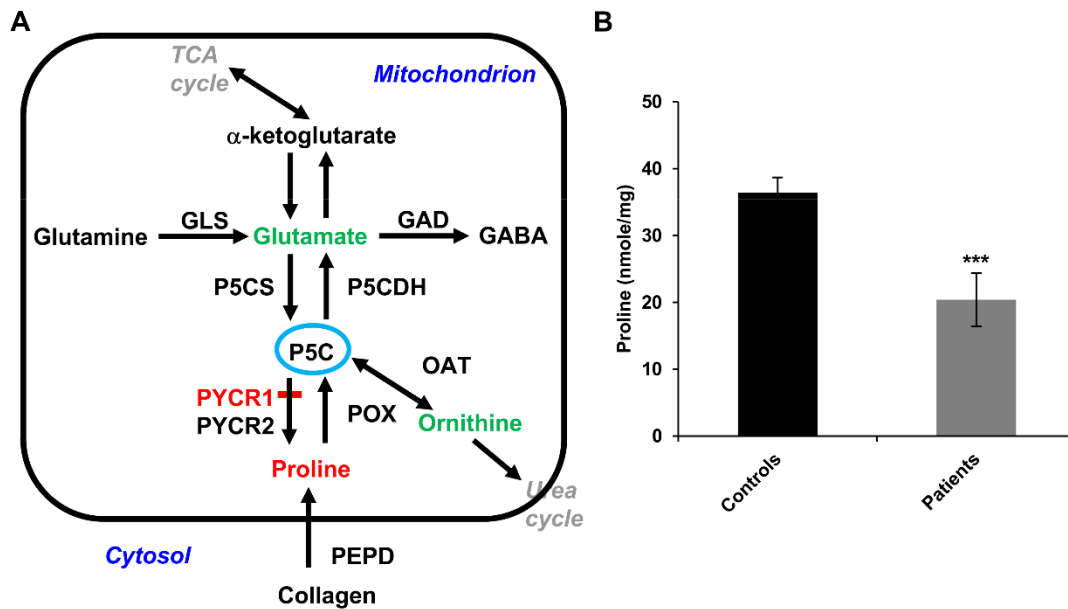 A
TCA
cycle
Mitochondrion
α-ketoglutarate
Glutamine
GLS
Glutamate
GAD
GABA
P5CS
P5CDH
P5C
OAT
PYCR1
PYCR2
POX
Ornithine
Proline
Urea
cycle
Cytosol
PEPD
Collagen
B
Proline (nmole/mg)
50
40
30
20
10
0
***
Controls
Patients